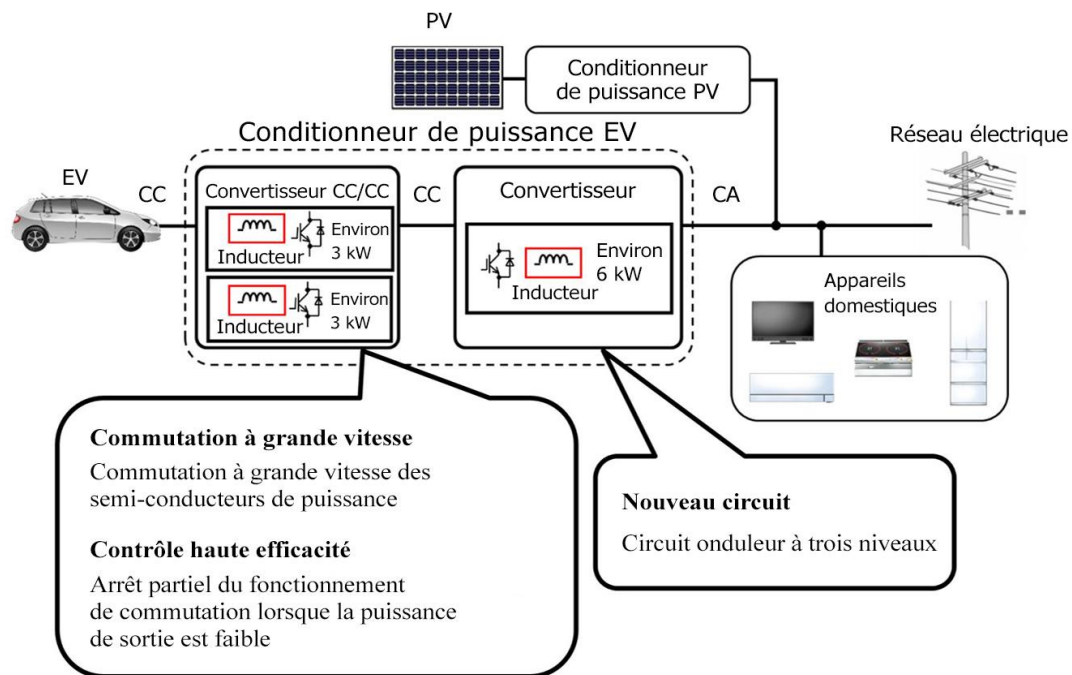 PV
Conditionneur
de puissance PV
Conditionneur de puissance EV
Réseau électrique
EV
CC
Convertisseur CC/CC
Inducteur
Environ
3 kW
Inducteur
Environ
3 kW
CC
Convertisseur
Inducteur
Environ
6 kW
CA
Appareils
domestiques
Commutation à grande vitesse
Commutation à grande vitesse des
semi-conducteurs de puissance
Contrôle haute efficacité
Arrêt partiel du fonctionnement
de commutation lorsque la puissance
de sortie est faible
Nouveau circuit
Circuit onduleur à trois niveaux